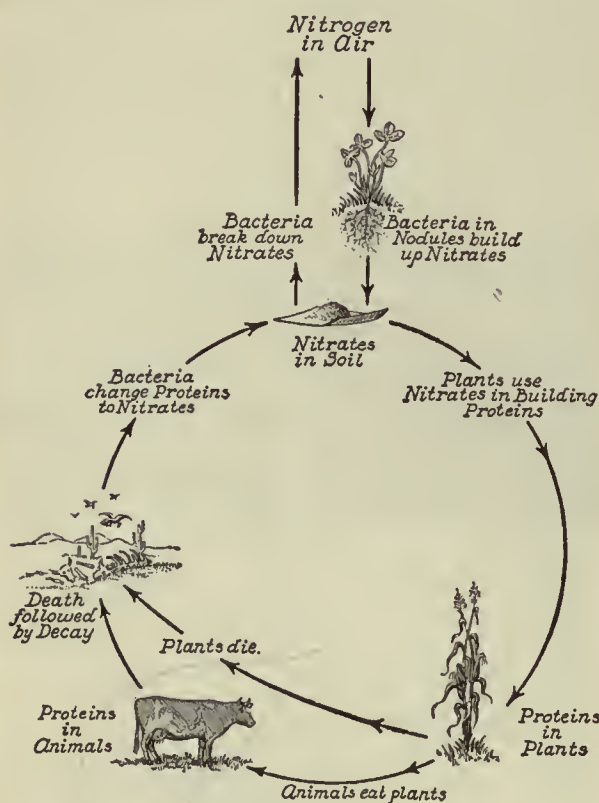 Nitrogen
in Air
Bacteria
break down
Nitrates
Bacteria in
Nodules build
up Nitrates
Nitrates
in Soil
Bacteria
change Proteins
to Nitrates
Plants use
Nitrates in Building
Proteins
Death
followed
by Decay
Plants die.
Proteins
in
Animals
Proteins
in
Plants
Animals eat plants